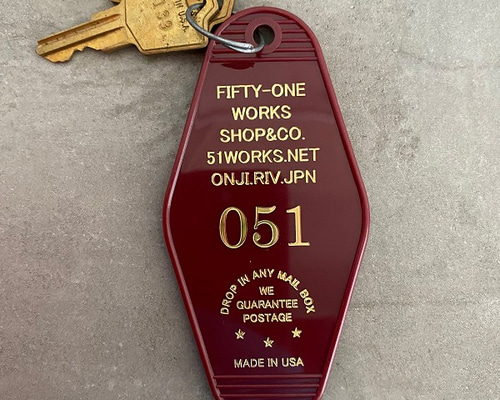 FIFTY-ONE
WORKS
SHOP&CO.
51WORKS.NET
ONJI.RIV.JPN
051
DROP IN ANY MAIL BOX
WE
GUARANTEE
POSTAGE
MADE IN USA